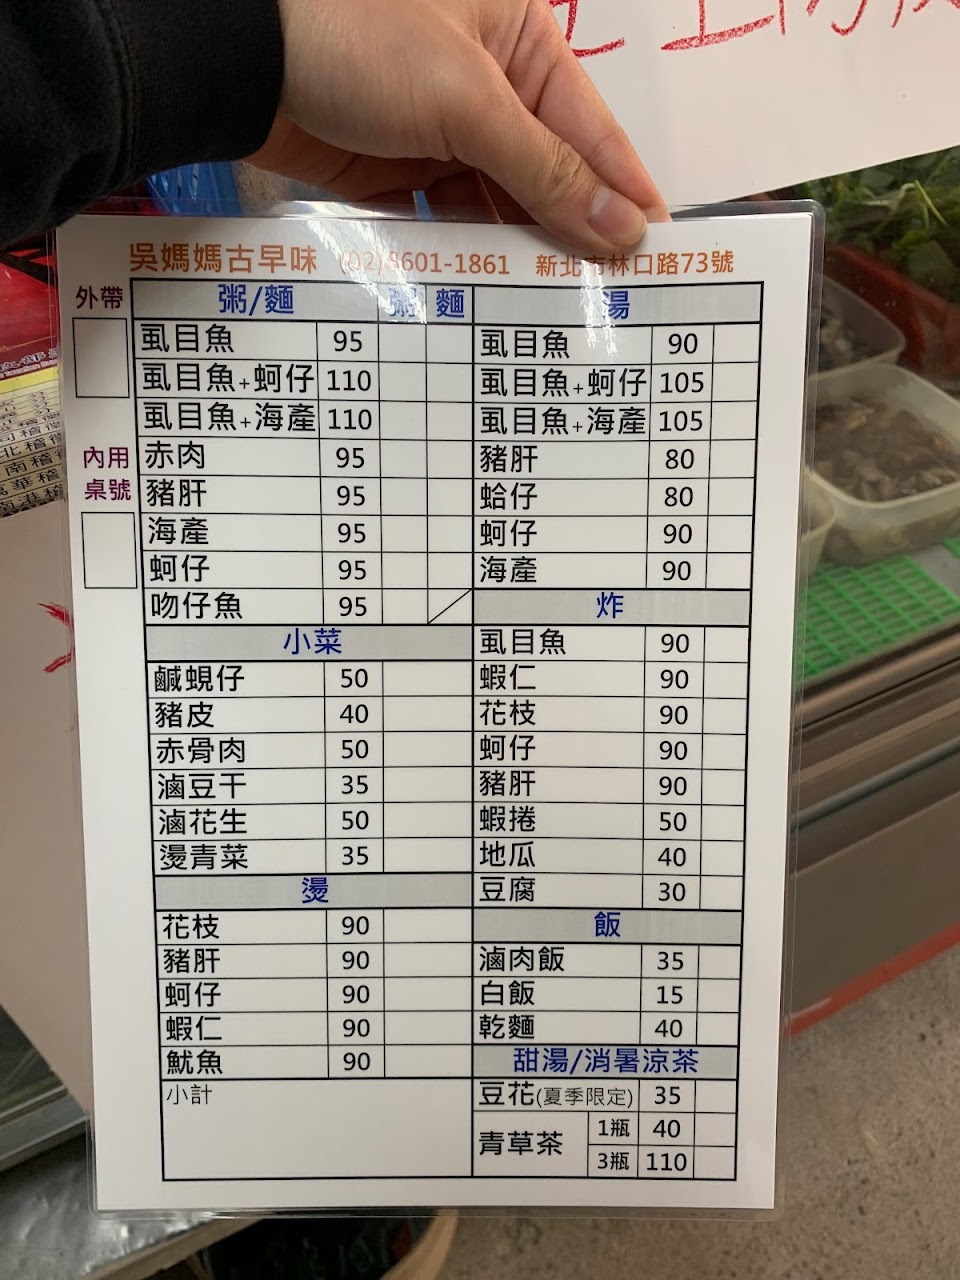 吳媽媽古早味 (02)8601-1861 新北市林口路73號
外帶
內用
桌號
粥/麵 粥 麵
虱目魚 95
虱目魚+蚵仔 110
虱目魚+海產 110
赤肉 95
豬肝 95
海產 95
蚵仔 95
吻仔魚 95
小菜
鹹蜆仔 50
豬皮 40
赤骨肉 50
滷豆干 35
滷花生 50
燙青菜 35
燙
花枝 90
豬肝 90
蚵仔 90
蝦仁 90
魷魚 90
小計
湯
虱目魚 90
虱目魚+蚵仔 105
虱目魚+海產 105
豬肝 80
蛤仔 80
蚵仔 90
海產 90
炸
虱目魚 90
蝦仁 90
花枝 90
蚵仔 90
豬肝 90
蝦捲 50
地瓜 40
豆腐 30
飯
滷肉飯 35
白飯 15
乾麵 40
甜湯/消暑涼茶
豆花(夏季限定) 35
青草茶 1瓶 40
3瓶 110